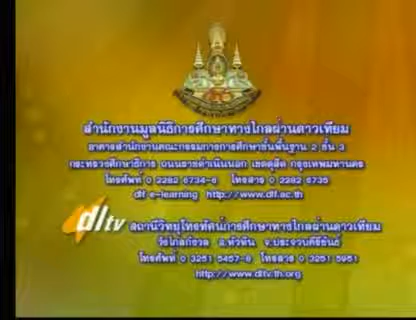 สำนักงานมูลนิธิการศึกษาทางไกลผ่านดาวเทียม
อาคารสำนักงานคณะกรรมการการศึกษาขั้นพื้นฐาน 2 ชั้น 3
กระทรวงศึกษาธิการ ถนนราชดำเนินนอก เขตดุสิต กรุงเทพมหานคร
โทรศัพท์ 0 2282 6734-6 โทรสาร 0 2282 6735
dlf e-learning http://www.dlf.ac.th
dltv สถานีวิทยุโทรทัศน์การศึกษาทางไกลผ่านดาวเทียม
วังไกลกังวล อ.หัวหิน จ.ประจวบคีรีขันธ์
โทรศัพท์ 0 3251 5457-8 โทรสาร 0 3251 5951
http://www.dltv.th.org